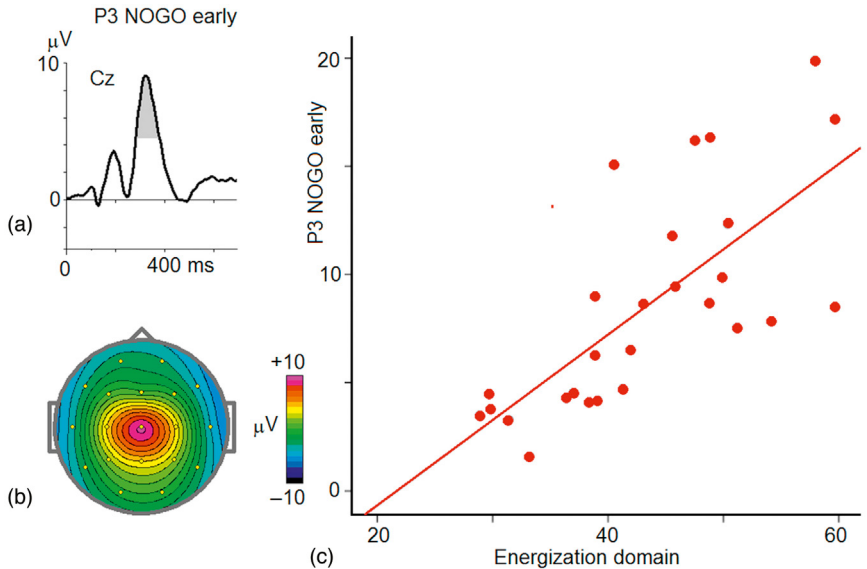 P3 NOGO early
μV
10
Cz
0
(a)
0
400 ms
+10
μV
–10
(b)
P3 NOGO early
20
10
0
20
40
60
(c)
Energization domain